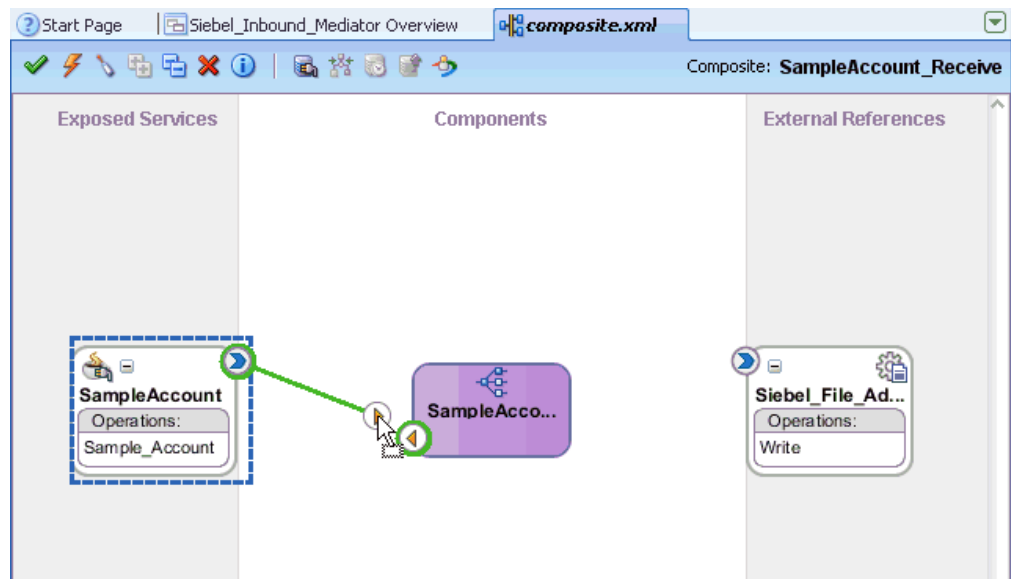 Start Page Siebel_Inbound_Mediator Overview composite.xml
Composite: SampleAccount_Receive
Exposed Services Components External References
SampleAccount
Operations:
Sample_Account
SampleAcco...
Siebel_File_Ad...
Operations:
Write